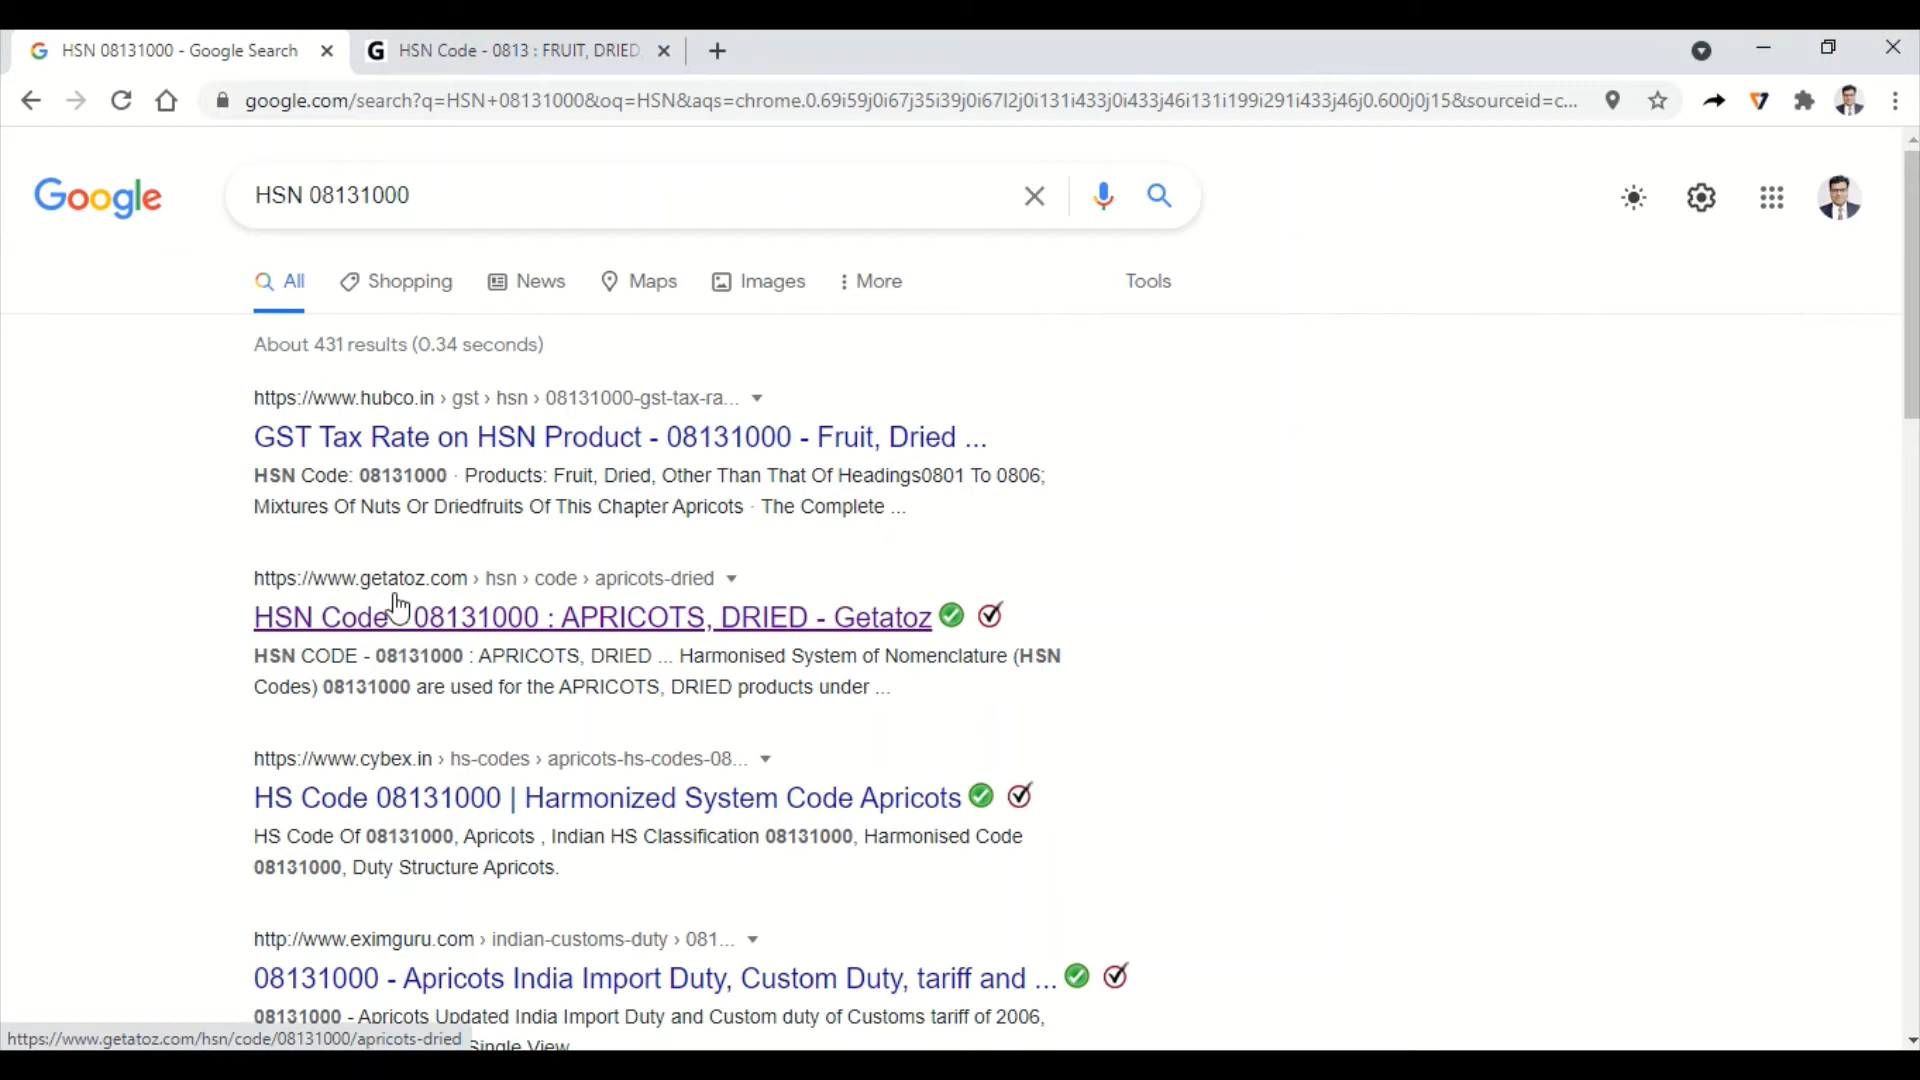 HSN 08131000 - Google Search
G HSN Code - 0813 : FRUIT, DRIED
google.com/search?q=HSN+08131000&oq=HSN&aqs=chrome.0.69i59j0i67j35i39j0i67l2j0i131i433j0i433j46i131i199i291i433j46j0.600j0j15&sourceid=c...
Google
HSN 08131000
All Shopping News Maps Images More Tools
About 431 results (0.34 seconds)
https://www.hubco.in › gst › hsn › 08131000-gst-tax-ra...
GST Tax Rate on HSN Product - 08131000 - Fruit, Dried ...
HSN Code: 08131000 · Products: Fruit, Dried, Other Than That Of Headings0801 To 0806;
Mixtures Of Nuts Or Driedfruits Of This Chapter Apricots · The Complete ...
https://www.getatoz.com › hsn › code › apricots-dried
HSN Code 08131000 : APRICOTS, DRIED - Getatoz
HSN CODE - 08131000 : APRICOTS, DRIED ... Harmonised System of Nomenclature (HSN
Codes) 08131000 are used for the APRICOTS, DRIED products under ...
https://www.cybex.in › hs-codes › apricots-hs-codes-08...
HS Code 08131000 | Harmonized System Code Apricots
HS Code Of 08131000, Apricots , Indian HS Classification 08131000, Harmonised Code
08131000, Duty Structure Apricots.
http://www.eximguru.com › indian-customs-duty › 081...
08131000 - Apricots India Import Duty, Custom Duty, tariff and ...
08131000 - Apricots Updated India Import Duty and Custom duty of Customs tariff of 2006,
Single View
https://www.getatoz.com/hsn/code/08131000/apricots-dried